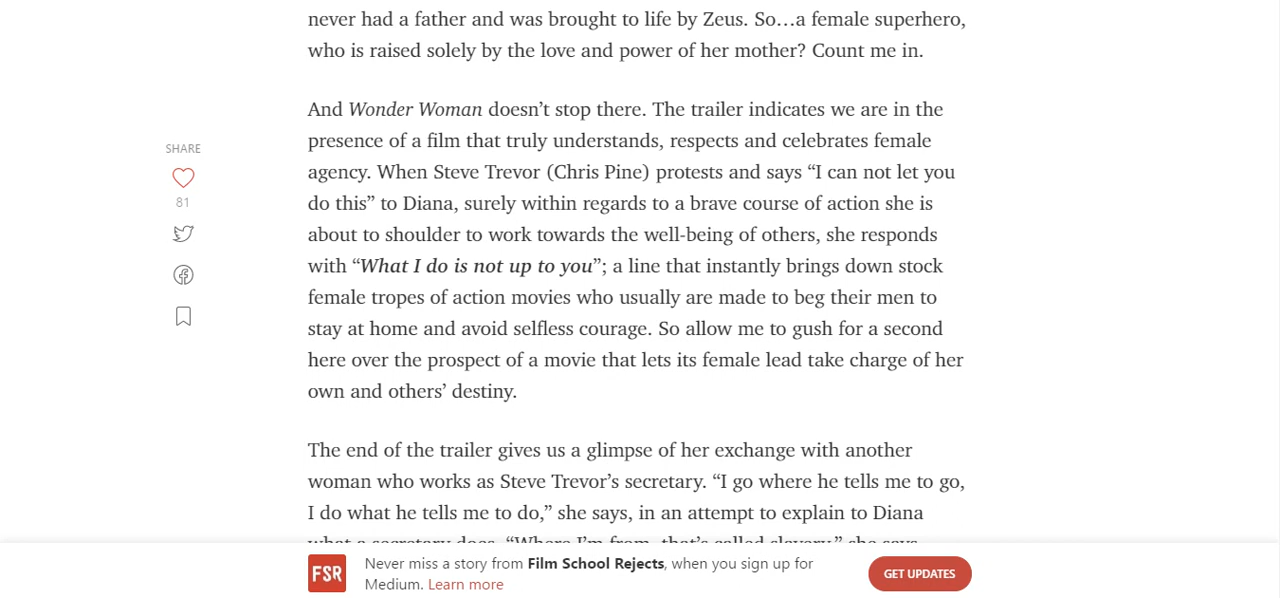 never had a father and was brought to life by Zeus. So…a female superhero,
who is raised solely by the love and power of her mother? Count me in.
And Wonder Woman doesn’t stop there. The trailer indicates we are in the
presence of a film that truly understands, respects and celebrates female
agency. When Steve Trevor (Chris Pine) protests and says “I can not let you
do this” to Diana, surely within regards to a brave course of action she is
about to shoulder to work towards the well-being of others, she responds
with “What I do is not up to you”; a line that instantly brings down stock
female tropes of action movies who usually are made to beg their men to
stay at home and avoid selfless courage. So allow me to gush for a second
here over the prospect of a movie that lets its female lead take charge of her
own and others’ destiny.
The end of the trailer gives us a glimpse of her exchange with another
woman who works as Steve Trevor’s secretary. “I go where he tells me to go,
I do what he tells me to do,” she says, in an attempt to explain to Diana
what a secretary does. “Where I’m from, that’s called slavery,” she says
SHARE
81
FSR
Never miss a story from Film School Rejects, when you sign up for
Medium. Learn more
GET UPDATES